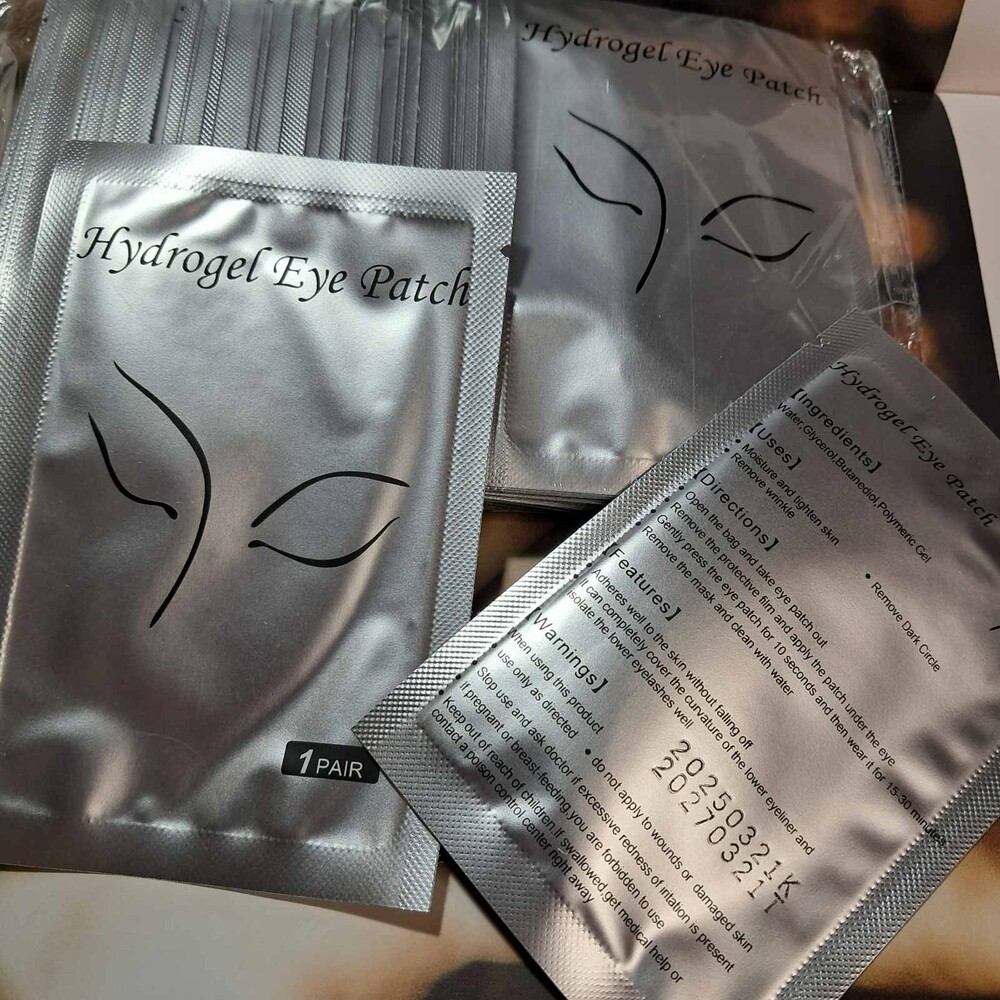 Hydrogel Eye Patch
Hydrogel Eye Patch
1 PAIR
Hydrogel Eye Patch
【Ingredients】
Water,Glycerol,Butanediol,Polymeric Gel
【Uses】
• Moisture and tighten skin
• Remove Dark Circle
• Remove wrinkle
【Directions】
• Open the bag and take eye patch out
• Remove the protective film and apply the patch under the eye
• Gently press the eye patch for 10 seconds and then wear it for 15-30 minutes
• Remove the mask and clean with water
【Features】
Adheres well to the skin without falling off
It can completely cover the curvature of the lower eyeliner and
isolate the lower eyelashes well
【Warnings】
When using this product
• use only as directed • do not apply to wounds or damaged skin
• Stop use and ask doctor if excessive redness of irritation is present
• If pregnant or breast-feeding,you are forbidden to use
Keep out of reach of children.If swallowed,get medical help or
contact a poison control center right away
20250321K
20270321T